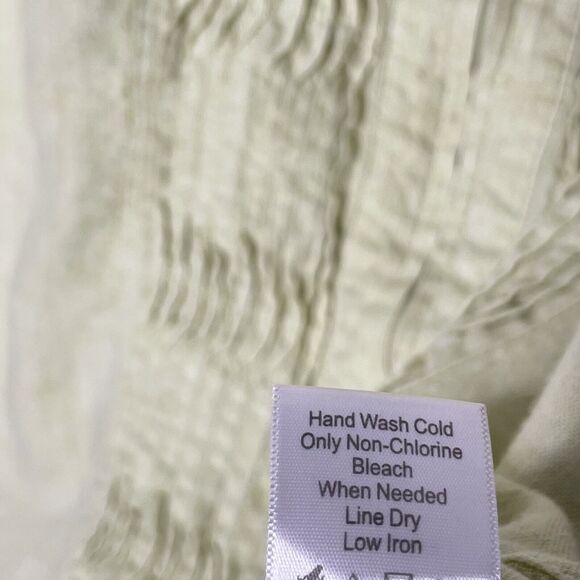 Hand Wash Cold
Only Non-Chlorine
Bleach
When Needed
Line Dry
Low Iron